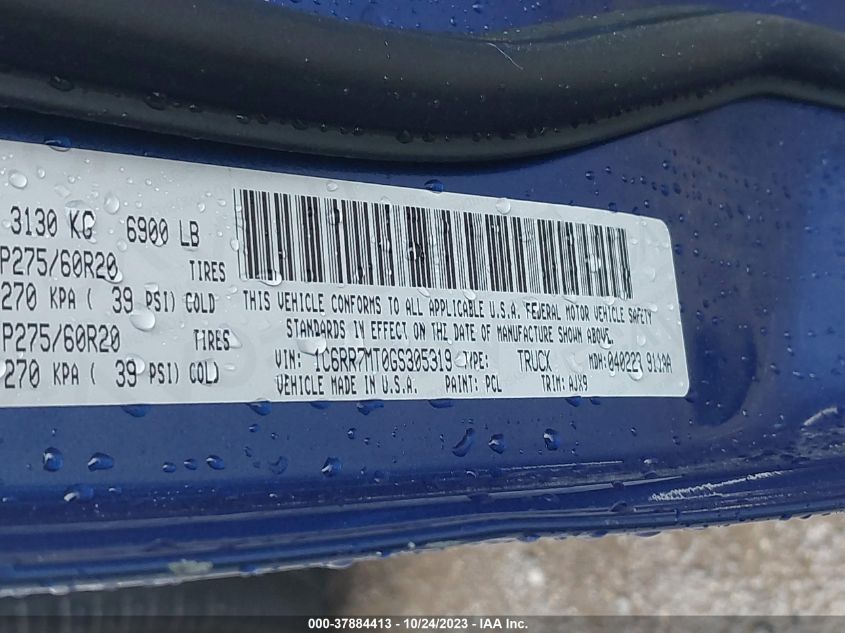 3130 KG 6900 LB
P275/60R20 TIRES
270 KPA ( 39 PSI) COLD
P275/60R20 TIRES
270 KPA ( 39 PSI) COLD
THIS VEHICLE CONFORMS TO ALL APPLICABLE U.S.A. FEDERAL MOTOR VEHICLE SAFETY
STANDARDS IN EFFECT ON THE DATE OF MANUFACTURE SHOWN ABOVE.
VIN: 1C6RR7MT0GS305319 TYPE: TRUCK MDH: 040223
VEHICLE MADE IN U.S.A. PAINT: PCL TRIM: AJX9
000-37884413 - 10/24/2023 - IAA Inc.